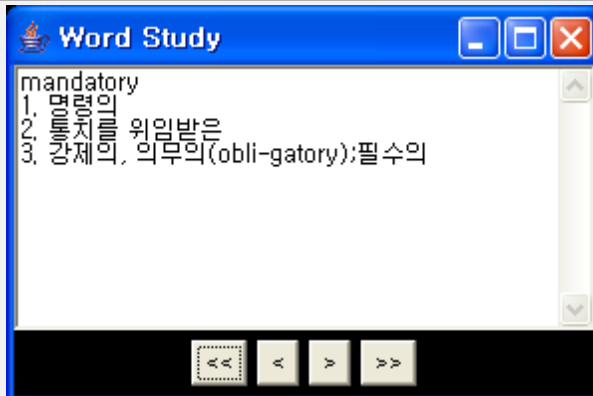 Word Study
mandatory
1. 명령의
2. 통치를 위임받은
3. 강제의, 의무의(obli-gatory);필수의
<< < > >>